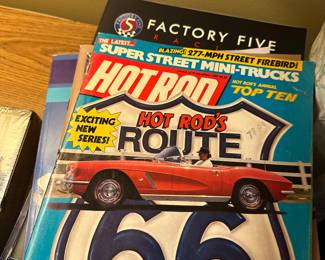 FACTORY FIVE
5
THE LATEST...
BLAZING! 277-MPH STREET FIREBIRD!
SUPER STREET MINI-TRUCKS
HOT ROD
HOT ROD'S ANNUAL
TOP TEN
EXCITING
NEW
SERIES!
HOT ROD'S
ROUTE
66